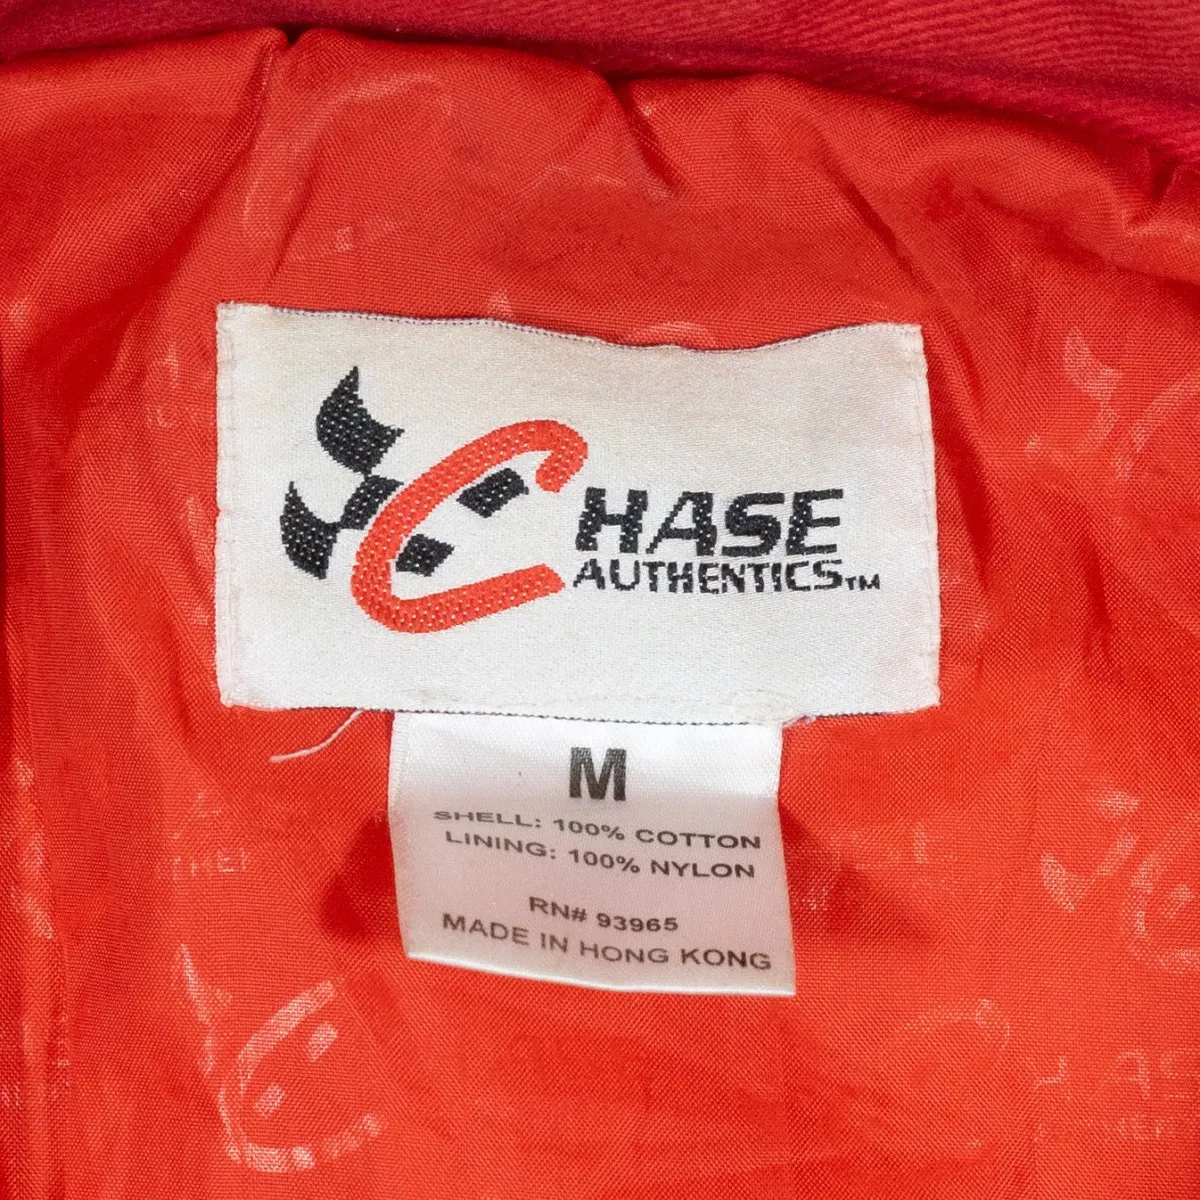 CHASE
AUTHENTICS™
M
SHELL: 100% COTTON
LINING: 100% NYLON
RN# 93965
MADE IN HONG KONG